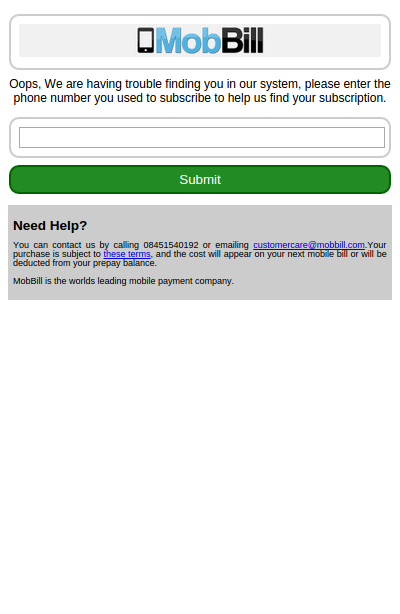 MobBill
Oops, We are having trouble finding you in our system, please enter the
phone number you used to subscribe to help us find your subscription.
Submit
Need Help?
You can contact us by calling 08451540192 or emailing customercare@mobbill.com.Your
purchase is subject to these terms, and the cost will appear on your next mobile bill or will be
deducted from your prepay balance.
MobBill is the worlds leading mobile payment company.